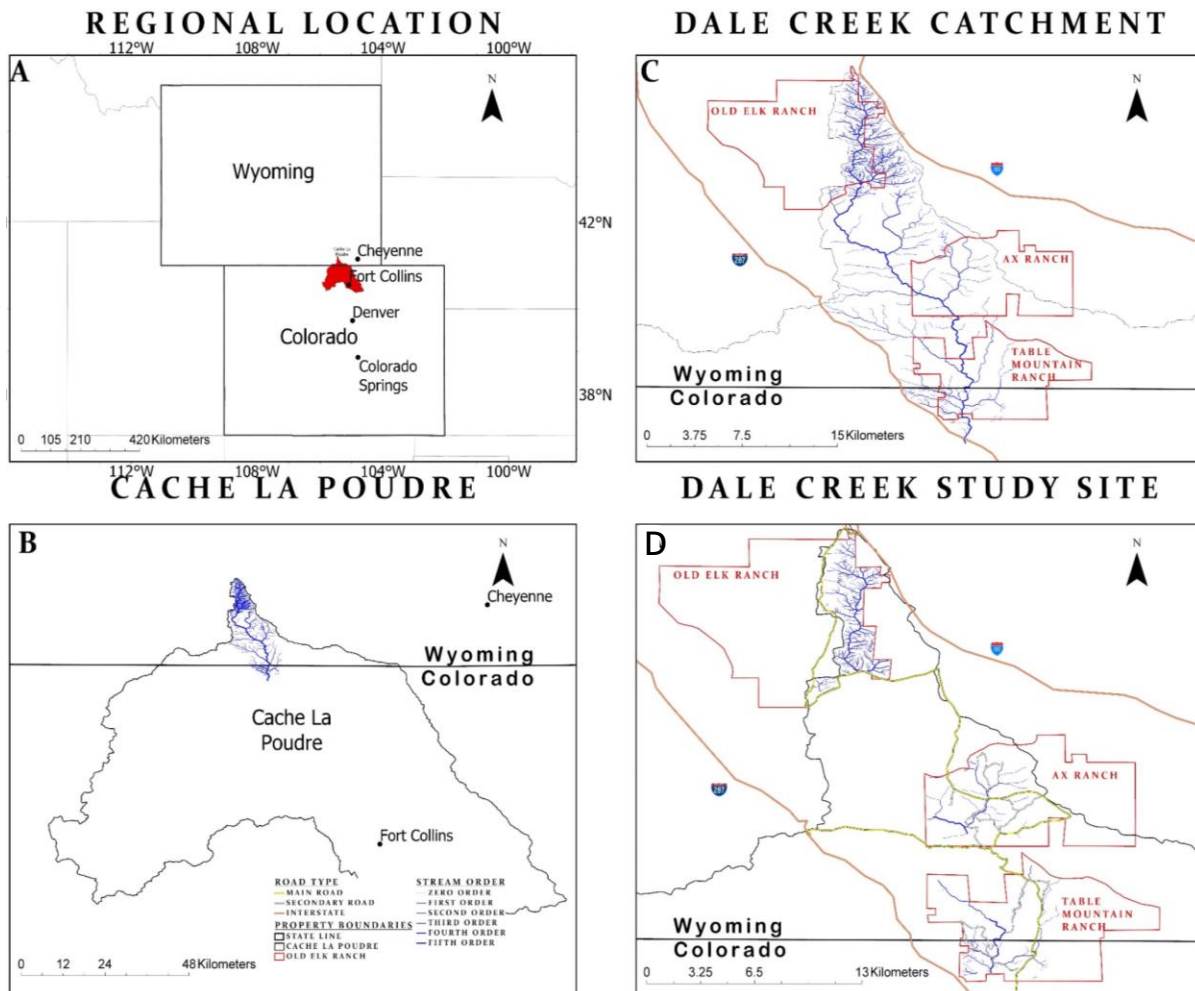 REGIONAL LOCATION
112°W 108°W 104°W 100°W
A
N
Wyoming
42°N
Cache La
Poudre
Cheyenne
Fort Collins
Denver
Colorado
Colorado
Springs
38°N
0 105 210 420 Kilometers
112°W 108°W 104°W 100°W
CACHE LA POUDRE
B
N
Cheyenne
Wyoming
Colorado
Cache La
Poudre
Fort Collins
ROAD TYPE
MAIN ROAD
SECONDARY ROAD
INTERSTATE
PROPERTY BOUNDARIES
STATE LINE
CACHE LA POUDRE
OLD ELK RANCH
STREAM ORDER
ZERO ORDER
FIRST ORDER
SECOND ORDER
THIRD ORDER
FOURTH ORDER
FIFTH ORDER
0 12 24 48 Kilometers
DALE CREEK CATCHMENT
C
N
OLD ELK RANCH
287
AX RANCH
TABLE
MOUNTAIN
RANCH
Wyoming
Colorado
0 3.75 7.5 15 Kilometers
DALE CREEK STUDY SITE
D
N
OLD ELK RANCH
287
AX RANCH
TABLE
MOUNTAIN
RANCH
Wyoming
Colorado
0 3.25 6.5 13 Kilometers